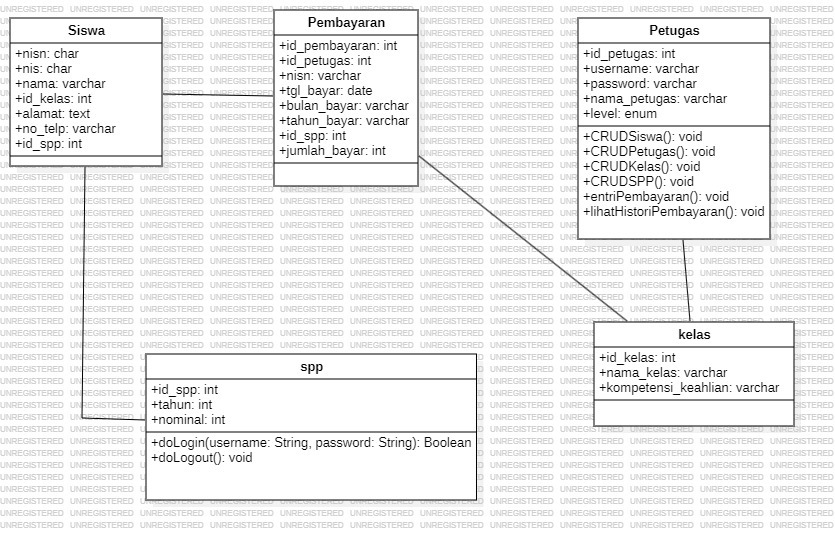 Siswa
+nisn: char
+nis: char
+nama: varchar
+id_kelas: int
+alamat: text
+no_telp: varchar
+id_spp: int
Pembayaran
+id_pembayaran: int
+id_petugas: int
+nisn: varchar
+tgl_bayar: date
+bulan_bayar: varchar
+tahun_bayar: varchar
+id_spp: int
+jumlah_bayar: int
Petugas
+id_petugas: int
+username: varchar
+password: varchar
+nama_petugas: varchar
+level: enum
+CRUDSiswa(): void
+CRUDPetugas(): void
+CRUDKelas(): void
+CRUDSPP(): void
+entriPembayaran(): void
+lihatHistoriPembayaran(): void
spp
+id_spp: int
+tahun: int
+nominal: int
+doLogin(username: String, password: String): Boolean
+doLogout(): void
kelas
+id_kelas: int
+nama_kelas: varchar
+kompetensi_keahlian: varchar
UNREGISTERED